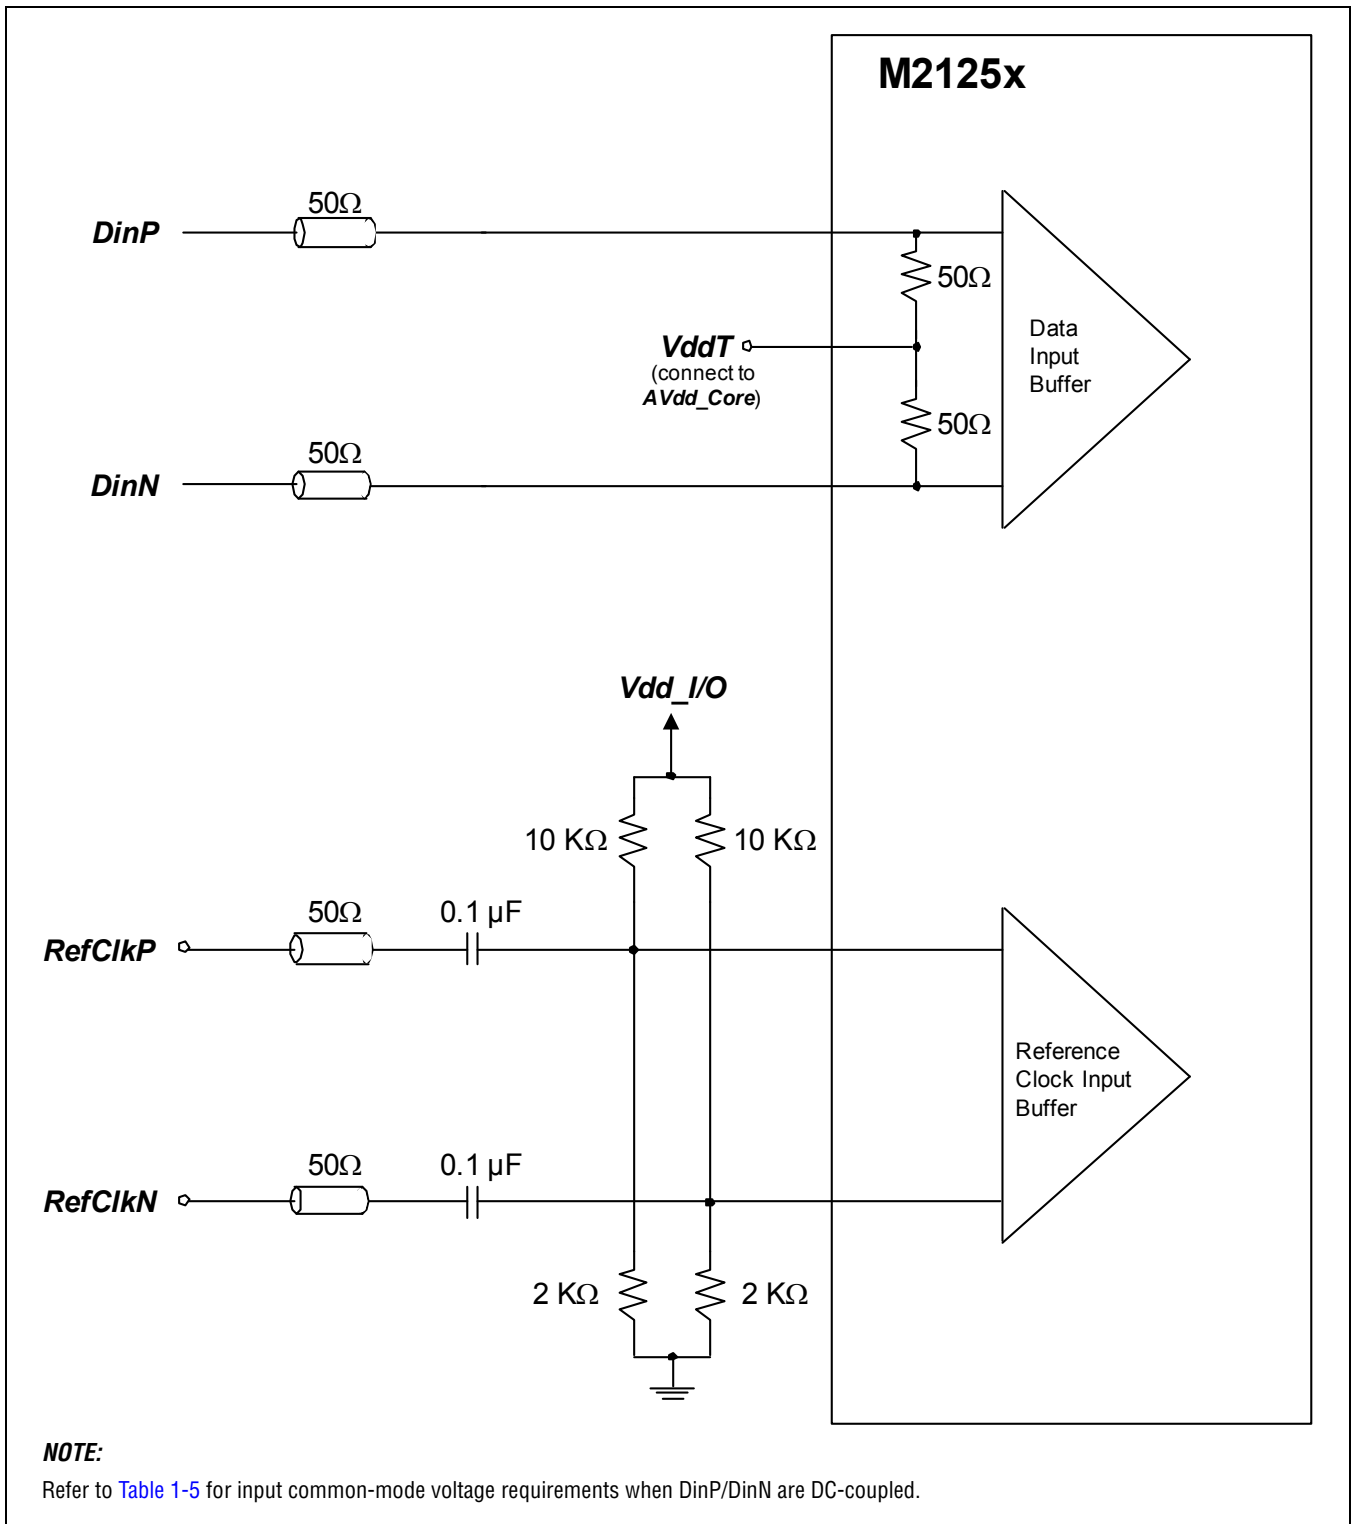 M2125x
50Ω
DinP
50Ω
VddT
(connect to
AVdd_Core)
Data
Input
Buffer
50Ω
50Ω
DinN
Vdd_I/O
10 KΩ
10 KΩ
50Ω
0.1 µF
RefClkP
Reference
Clock Input
Buffer
50Ω
0.1 µF
RefClkN
2 KΩ
2 KΩ
NOTE:
Refer to Table 1-5 for input common-mode voltage requirements when DinP/DinN are DC-coupled.